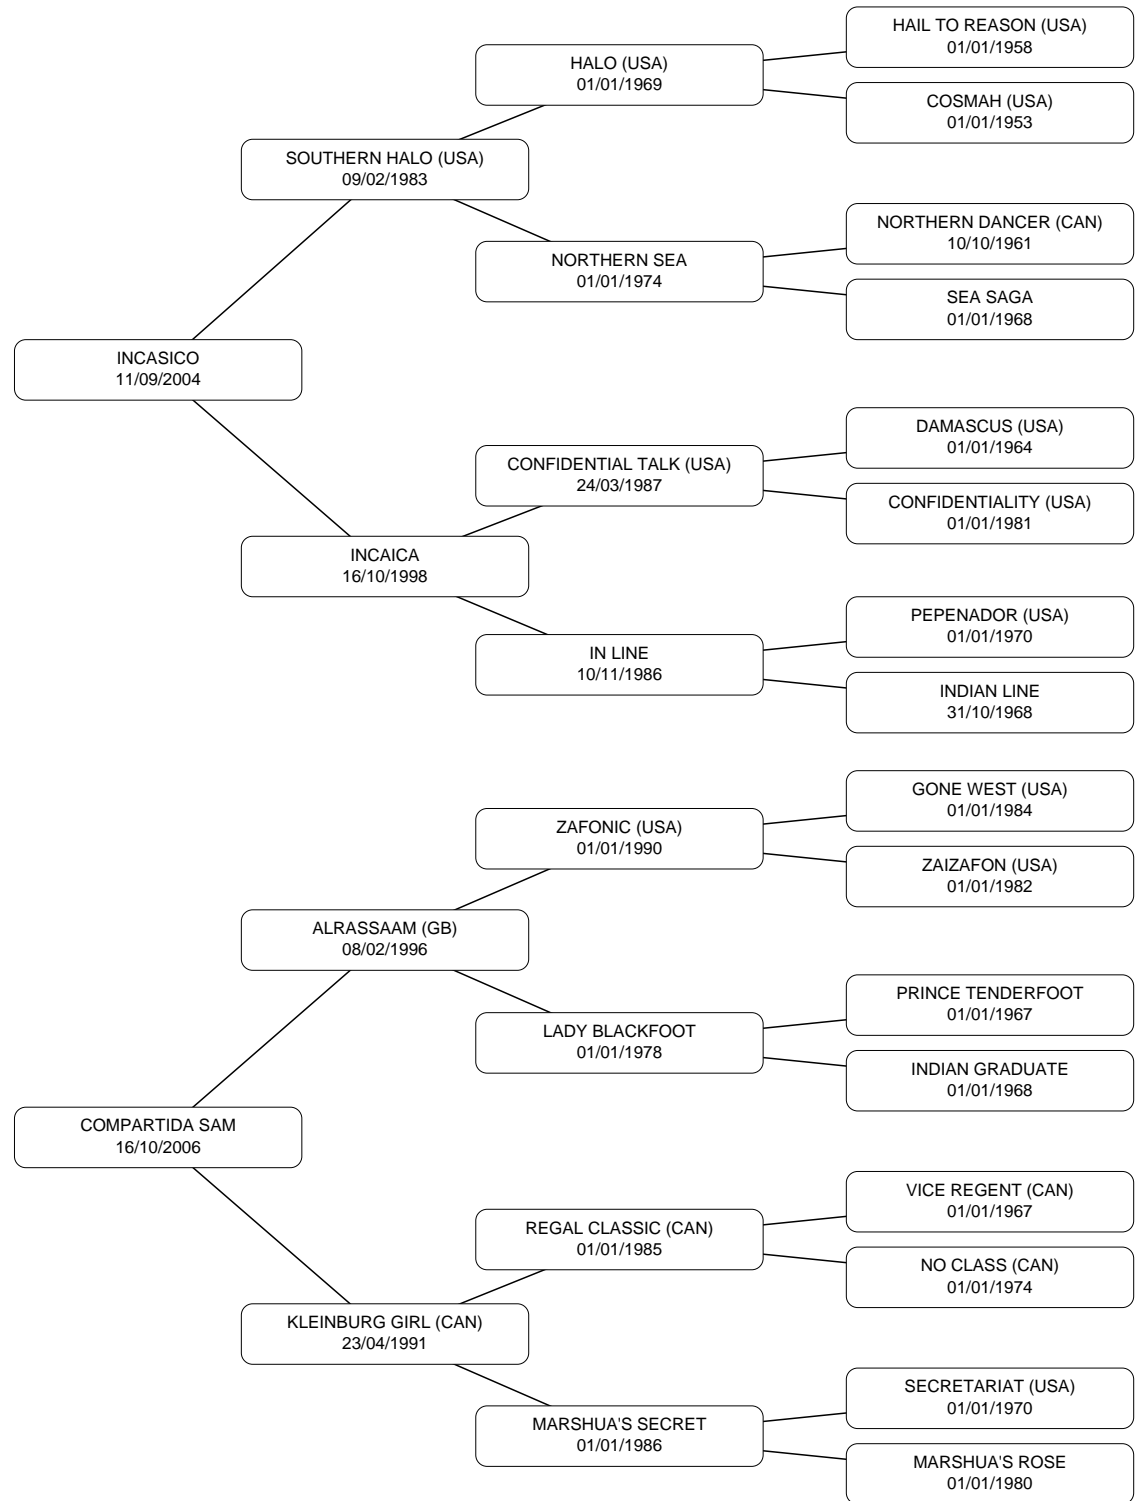 HAIL TO REASON (USA)
01/01/1958
HALO (USA)
01/01/1969
COSMAH (USA)
01/01/1953
SOUTHERN HALO (USA)
09/02/1983
NORTHERN DANCER (CAN)
10/10/1961
NORTHERN SEA
01/01/1974
SEA SAGA
01/01/1968
INCASICO
11/09/2004
DAMASCUS (USA)
01/01/1964
CONFIDENTIAL TALK (USA)
24/03/1987
CONFIDENTIALITY (USA)
01/01/1981
INCAICA
16/10/1998
PEPENADOR (USA)
01/01/1970
IN LINE
10/11/1986
INDIAN LINE
31/10/1968
GONE WEST (USA)
01/01/1984
ZAFONIC (USA)
01/01/1990
ZAIZAFON (USA)
01/01/1982
ALRASSAAM (GB)
08/02/1996
PRINCE TENDERFOOT
01/01/1967
LADY BLACKFOOT
01/01/1978
INDIAN GRADUATE
01/01/1968
COMPARTIDA SAM
16/10/2006
VICE REGENT (CAN)
01/01/1967
REGAL CLASSIC (CAN)
01/01/1985
NO CLASS (CAN)
01/01/1974
KLEINBURG GIRL (CAN)
23/04/1991
SECRETARIAT (USA)
01/01/1970
MARSHUA'S SECRET
01/01/1986
MARSHUA'S ROSE
01/01/1980